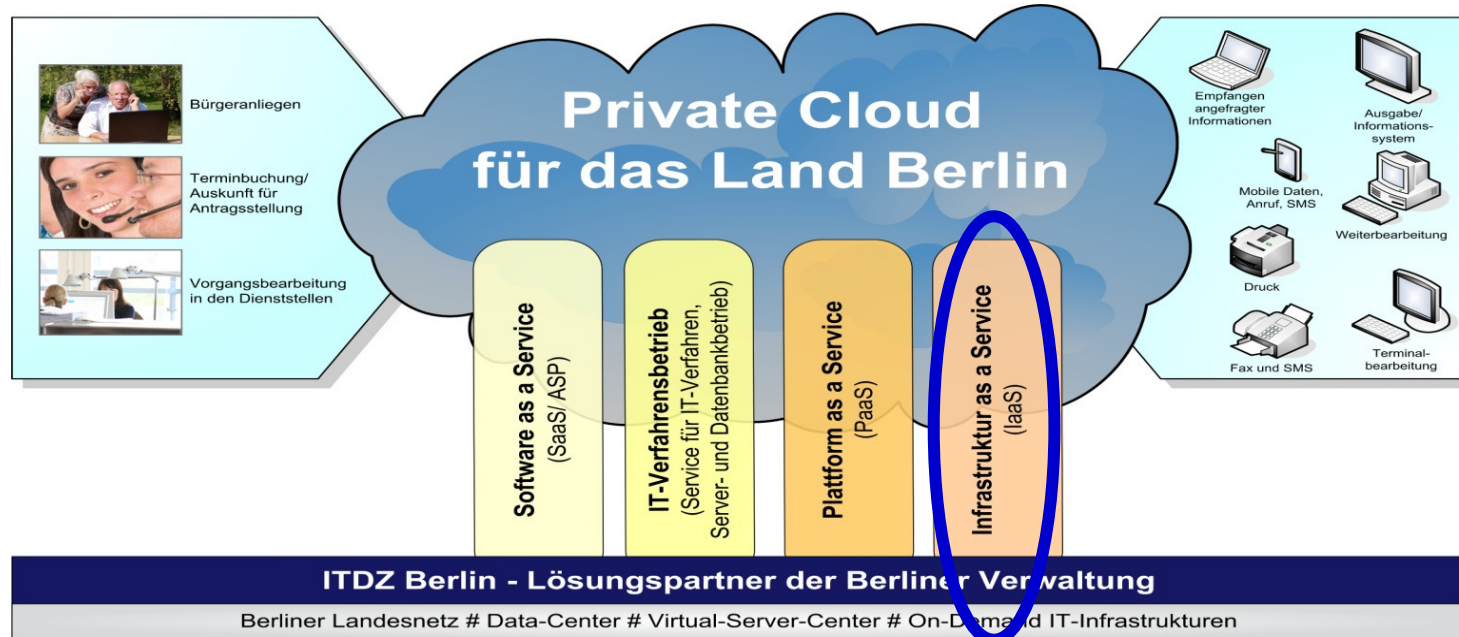 Bürgeranliegen
Terminbuchung/
Auskunft für
Antragsstellung
Vorgangsbearbeitung
in den Dienststellen
Private Cloud
für das Land Berlin
Empfangen
angefragter
Informationen
Ausgabe/
Informations-
system
Mobile Daten,
Anruf, SMS
Weiterbearbeitung
Druck
Fax und SMS
Terminal-
bearbeitung
Software as a Service
(SaaS/ ASP)
IT-Verfahrensbetrieb
(Service für IT-Verfahren,
Server- und Datenbankbetrieb)
Plattform as a Service
(PaaS)
Infrastruktur as a Service
(IaaS)
ITDZ Berlin - Lösungspartner der Berliner Verwaltung
Berliner Landesnetz # Data-Center # Virtual-Server-Center # On-Demand IT-Infrastrukturen